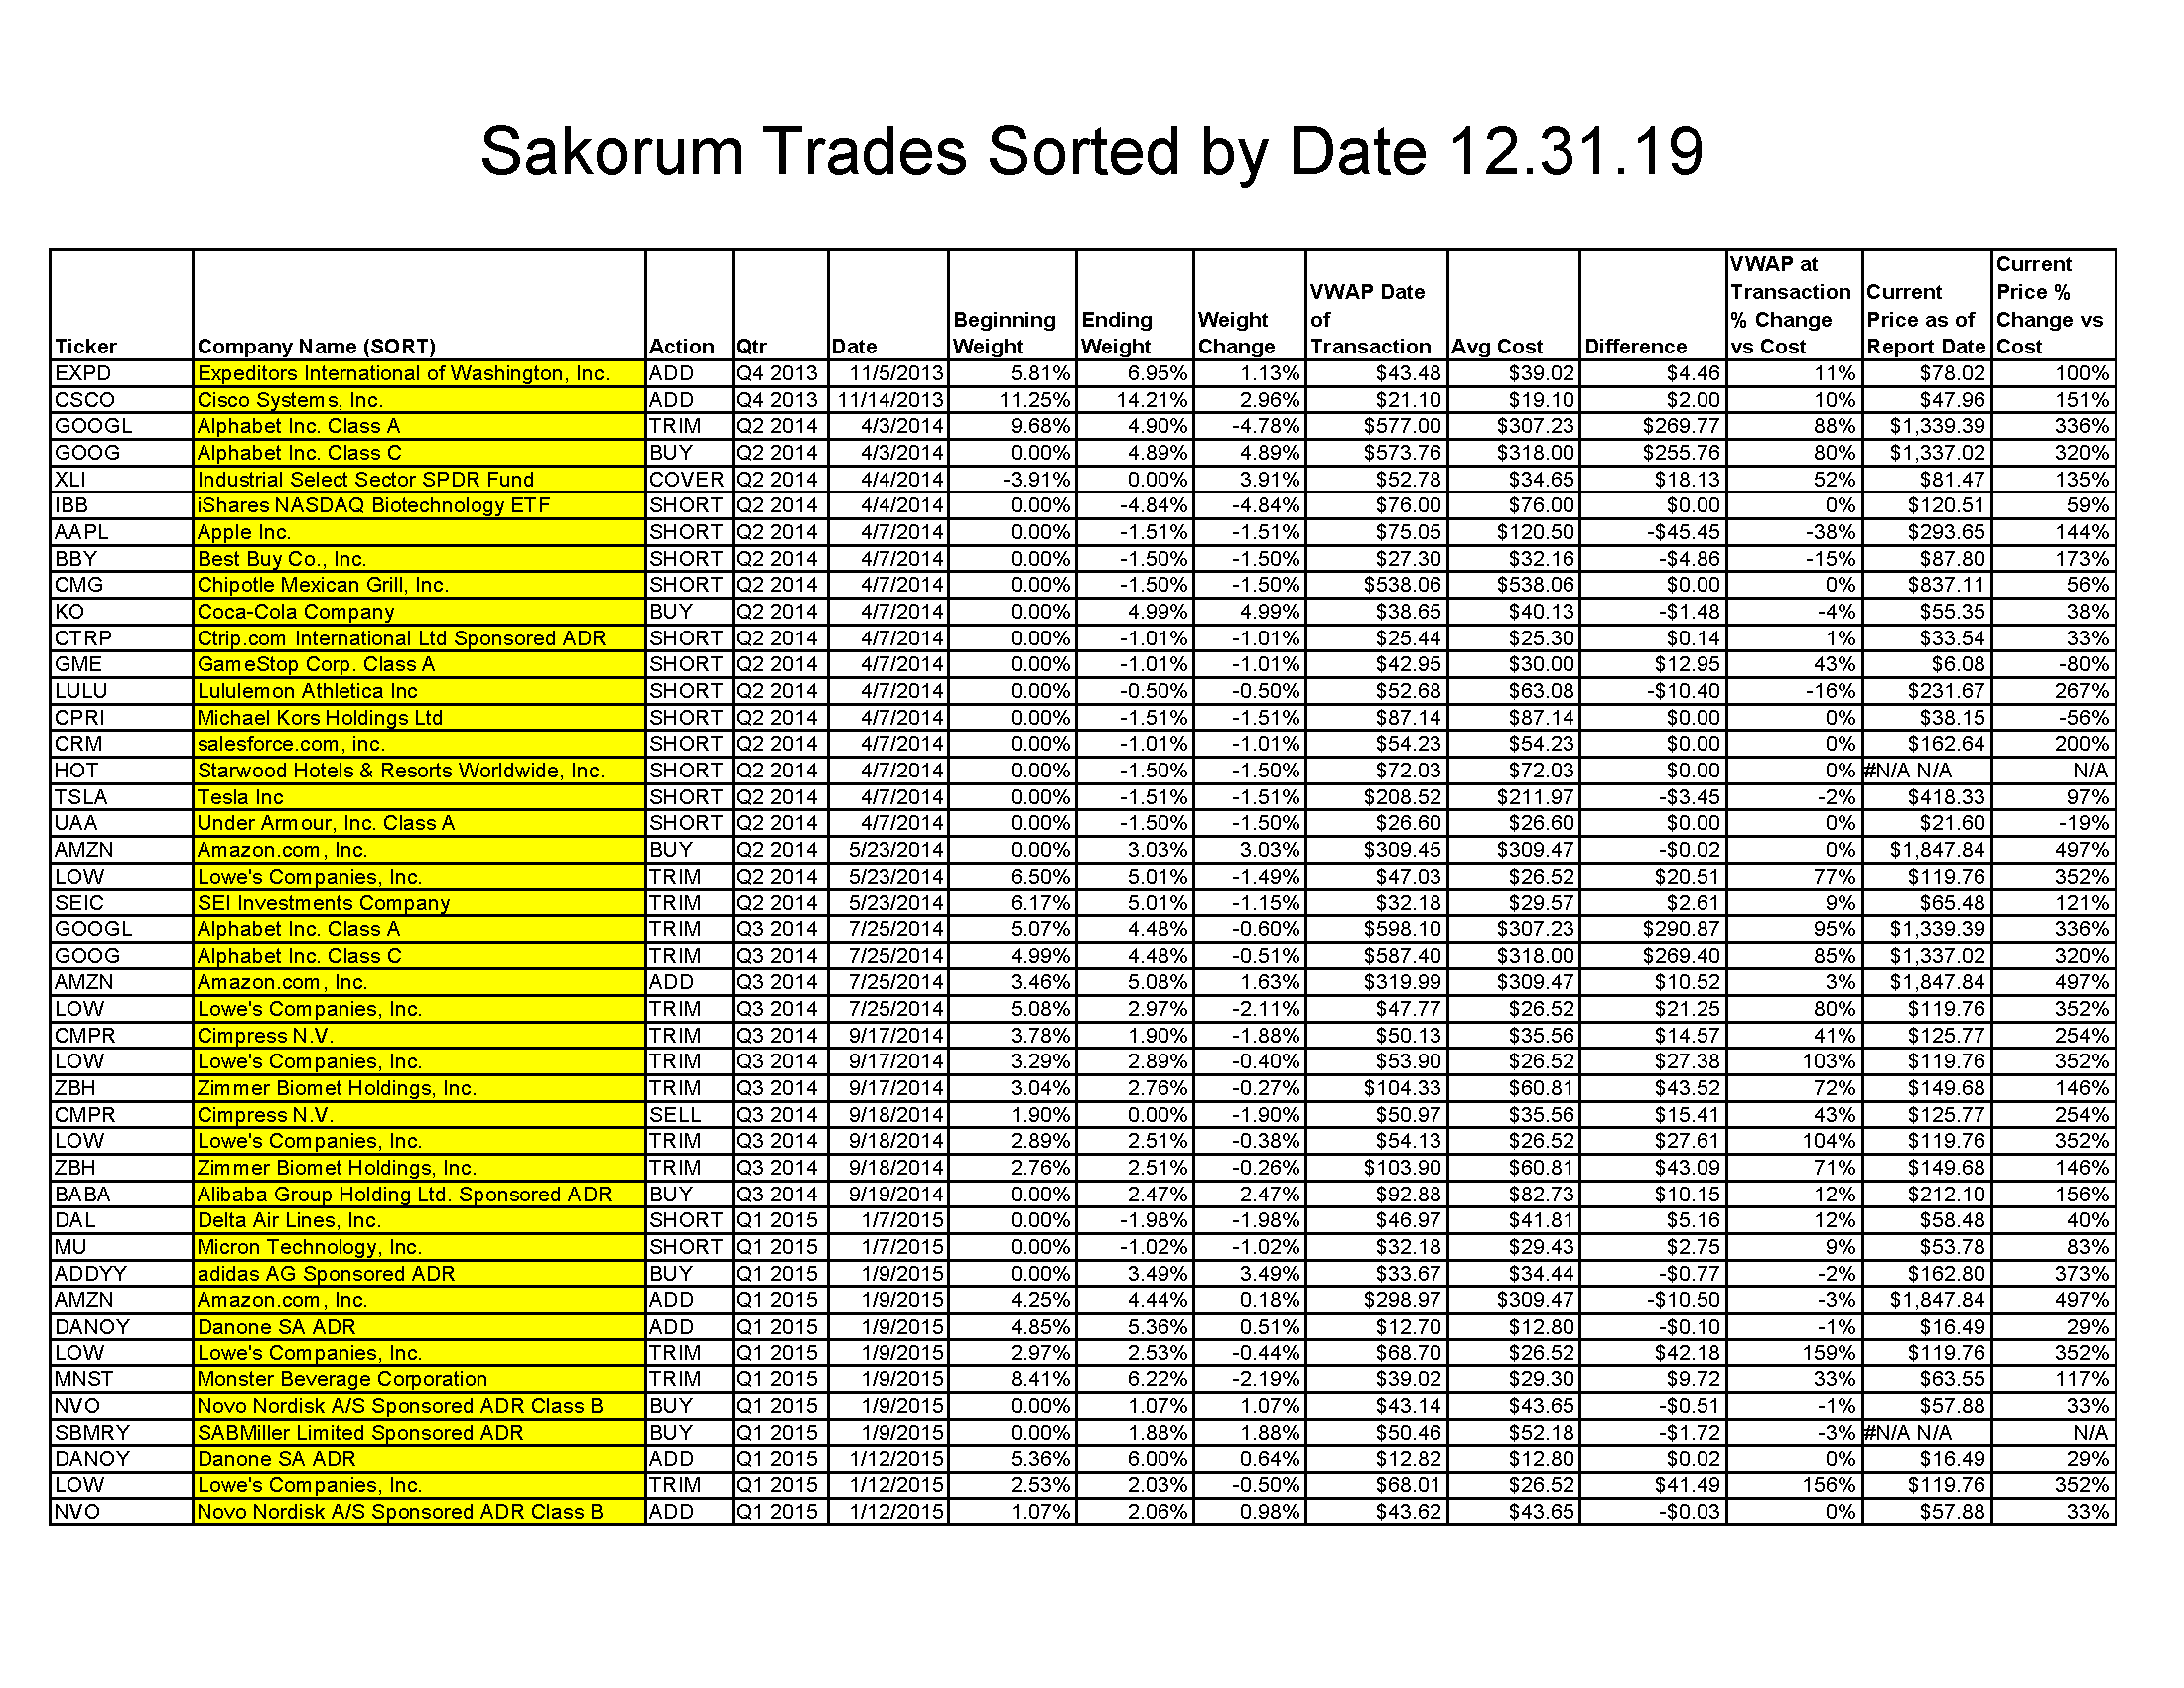 Sakorum Trades Sorted by Date 12.31.19
Ticker Company Name (SORT) Action Qtr Date Beginning Weight Ending Weight Weight Change VWAP Date of Transaction Avg Cost Difference VWAP at Transaction % Change vs Cost Current Price as of Report Date Current Price % Change vs Cost
EXPD Expeditors International of Washington, Inc. ADD Q4 2013 11/5/2013 5.81% 6.95% 1.13% $43.48 $39.02 $4.46 11% $78.02 100%
CSCO Cisco Systems, Inc. ADD Q4 2013 11/14/2013 11.25% 14.21% 2.96% $21.10 $19.10 $2.00 10% $47.96 151%
GOOGL Alphabet Inc. Class A TRIM Q2 2014 4/3/2014 9.68% 4.90% -4.78% $577.00 $307.23 $269.77 88% $1,339.39 336%
GOOG Alphabet Inc. Class C BUY Q2 2014 4/3/2014 0.00% 4.89% 4.89% $573.76 $318.00 $255.76 80% $1,337.02 320%
XLI Industrial Select Sector SPDR Fund COVER Q2 2014 4/4/2014 -3.91% 0.00% 3.91% $52.78 $34.65 $18.13 52% $81.47 135%
IBB iShares NASDAQ Biotechnology ETF SHORT Q2 2014 4/4/2014 0.00% -4.84% -4.84% $76.00 $76.00 $0.00 0% $120.51 59%
AAPL Apple Inc. SHORT Q2 2014 4/7/2014 0.00% -1.51% -1.51% $75.05 $120.50 -$45.45 -38% $293.65 144%
BBY Best Buy Co., Inc. SHORT Q2 2014 4/7/2014 0.00% -1.50% -1.50% $27.30 $32.16 -$4.86 -15% $87.80 173%
CMG Chipotle Mexican Grill, Inc. SHORT Q2 2014 4/7/2014 0.00% -1.50% -1.50% $538.06 $538.06 $0.00 0% $837.11 56%
KO Coca-Cola Company BUY Q2 2014 4/7/2014 0.00% 4.99% 4.99% $38.65 $40.13 -$1.48 -4% $55.35 38%
CTRP Ctrip.com International Ltd Sponsored ADR SHORT Q2 2014 4/7/2014 0.00% -1.01% -1.01% $25.44 $25.30 $0.14 1% $33.54 33%
GME GameStop Corp. Class A SHORT Q2 2014 4/7/2014 0.00% -1.01% -1.01% $42.95 $30.00 $12.95 43% $6.08 -80%
LULU Lululemon Athletica Inc SHORT Q2 2014 4/7/2014 0.00% -0.50% -0.50% $52.68 $63.08 -$10.40 -16% $231.67 267%
CPRI Michael Kors Holdings Ltd SHORT Q2 2014 4/7/2014 0.00% -1.51% -1.51% $87.14 $87.14 $0.00 0% $38.15 -56%
CRM salesforce.com, inc. SHORT Q2 2014 4/7/2014 0.00% -1.01% -1.01% $54.23 $54.23 $0.00 0% $162.64 200%
HOT Starwood Hotels & Resorts Worldwide, Inc. SHORT Q2 2014 4/7/2014 0.00% -1.50% -1.50% $72.03 $72.03 $0.00 0% #N/A N/A N/A
TSLA Tesla Inc SHORT Q2 2014 4/7/2014 0.00% -1.51% -1.51% $208.52 $211.97 -$3.45 -2% $418.33 97%
UAA Under Armour, Inc. Class A SHORT Q2 2014 4/7/2014 0.00% -1.50% -1.50% $26.60 $26.60 $0.00 0% $21.60 -19%
AMZN Amazon.com, Inc. BUY Q2 2014 5/23/2014 0.00% 3.03% 3.03% $309.45 $309.47 -$0.02 0% $1,847.84 497%
LOW Lowe's Companies, Inc. TRIM Q2 2014 5/23/2014 6.50% 5.01% -1.49% $47.03 $26.52 $20.51 77% $119.76 352%
SEIC SEI Investments Company TRIM Q2 2014 5/23/2014 6.17% 5.01% -1.15% $32.18 $29.57 $2.61 9% $65.48 121%
GOOGL Alphabet Inc. Class A TRIM Q3 2014 7/25/2014 5.07% 4.48% -0.60% $598.10 $307.23 $290.87 95% $1,339.39 336%
GOOG Alphabet Inc. Class C TRIM Q3 2014 7/25/2014 4.99% 4.48% -0.51% $587.40 $318.00 $269.40 85% $1,337.02 320%
AMZN Amazon.com, Inc. ADD Q3 2014 7/25/2014 3.46% 5.08% 1.63% $319.99 $309.47 $10.52 3% $1,847.84 497%
LOW Lowe's Companies, Inc. TRIM Q3 2014 7/25/2014 5.08% 2.97% -2.11% $47.77 $26.52 $21.25 80% $119.76 352%
CMPR Cimpress N.V. TRIM Q3 2014 9/17/2014 3.78% 1.90% -1.88% $50.13 $35.56 $14.57 41% $125.77 254%
LOW Lowe's Companies, Inc. TRIM Q3 2014 9/17/2014 3.29% 2.89% -0.40% $53.90 $26.52 $27.38 103% $119.76 352%
ZBH Zimmer Biomet Holdings, Inc. TRIM Q3 2014 9/17/2014 3.04% 2.76% -0.27% $104.33 $60.81 $43.52 72% $149.68 146%
CMPR Cimpress N.V. SELL Q3 2014 9/18/2014 1.90% 0.00% -1.90% $50.97 $35.56 $15.41 43% $125.77 254%
LOW Lowe's Companies, Inc. TRIM Q3 2014 9/18/2014 2.89% 2.51% -0.38% $54.13 $26.52 $27.61 104% $119.76 352%
ZBH Zimmer Biomet Holdings, Inc. TRIM Q3 2014 9/18/2014 2.76% 2.51% -0.26% $103.90 $60.81 $43.09 71% $149.68 146%
BABA Alibaba Group Holding Ltd. Sponsored ADR BUY Q3 2014 9/19/2014 0.00% 2.47% 2.47% $92.88 $82.73 $10.15 12% $212.10 156%
DAL Delta Air Lines, Inc. SHORT Q1 2015 1/7/2015 0.00% -1.98% -1.98% $46.97 $41.81 $5.16 12% $58.48 40%
MU Micron Technology, Inc. SHORT Q1 2015 1/7/2015 0.00% -1.02% -1.02% $32.18 $29.43 $2.75 9% $53.78 83%
ADDYY adidas AG Sponsored ADR BUY Q1 2015 1/9/2015 0.00% 3.49% 3.49% $33.67 $34.44 -$0.77 -2% $162.80 373%
AMZN Amazon.com, Inc. ADD Q1 2015 1/9/2015 4.25% 4.44% 0.18% $298.97 $309.47 -$10.50 -3% $1,847.84 497%
DANOY Danone SA ADR ADD Q1 2015 1/9/2015 4.85% 5.36% 0.51% $12.70 $12.80 -$0.10 -1% $16.49 29%
LOW Lowe's Companies, Inc. TRIM Q1 2015 1/9/2015 2.97% 2.53% -0.44% $68.70 $26.52 $42.18 159% $119.76 352%
MNST Monster Beverage Corporation TRIM Q1 2015 1/9/2015 8.41% 6.22% -2.19% $39.02 $29.30 $9.72 33% $63.55 117%
NVO Novo Nordisk A/S Sponsored ADR Class B BUY Q1 2015 1/9/2015 0.00% 1.07% 1.07% $43.14 $43.65 -$0.51 -1% $57.88 33%
SBMRY SABMiller Limited Sponsored ADR BUY Q1 2015 1/9/2015 0.00% 1.88% 1.88% $50.46 $52.18 -$1.72 -3% #N/A N/A N/A
DANOY Danone SA ADR ADD Q1 2015 1/12/2015 5.36% 6.00% 0.64% $12.82 $12.80 $0.02 0% $16.49 29%
LOW Lowe's Companies, Inc. TRIM Q1 2015 1/12/2015 2.53% 2.03% -0.50% $68.01 $26.52 $41.49 156% $119.76 352%
NVO Novo Nordisk A/S Sponsored ADR Class B ADD Q1 2015 1/12/2015 1.07% 2.06% 0.98% $43.62 $43.65 -$0.03 0% $57.88 33%